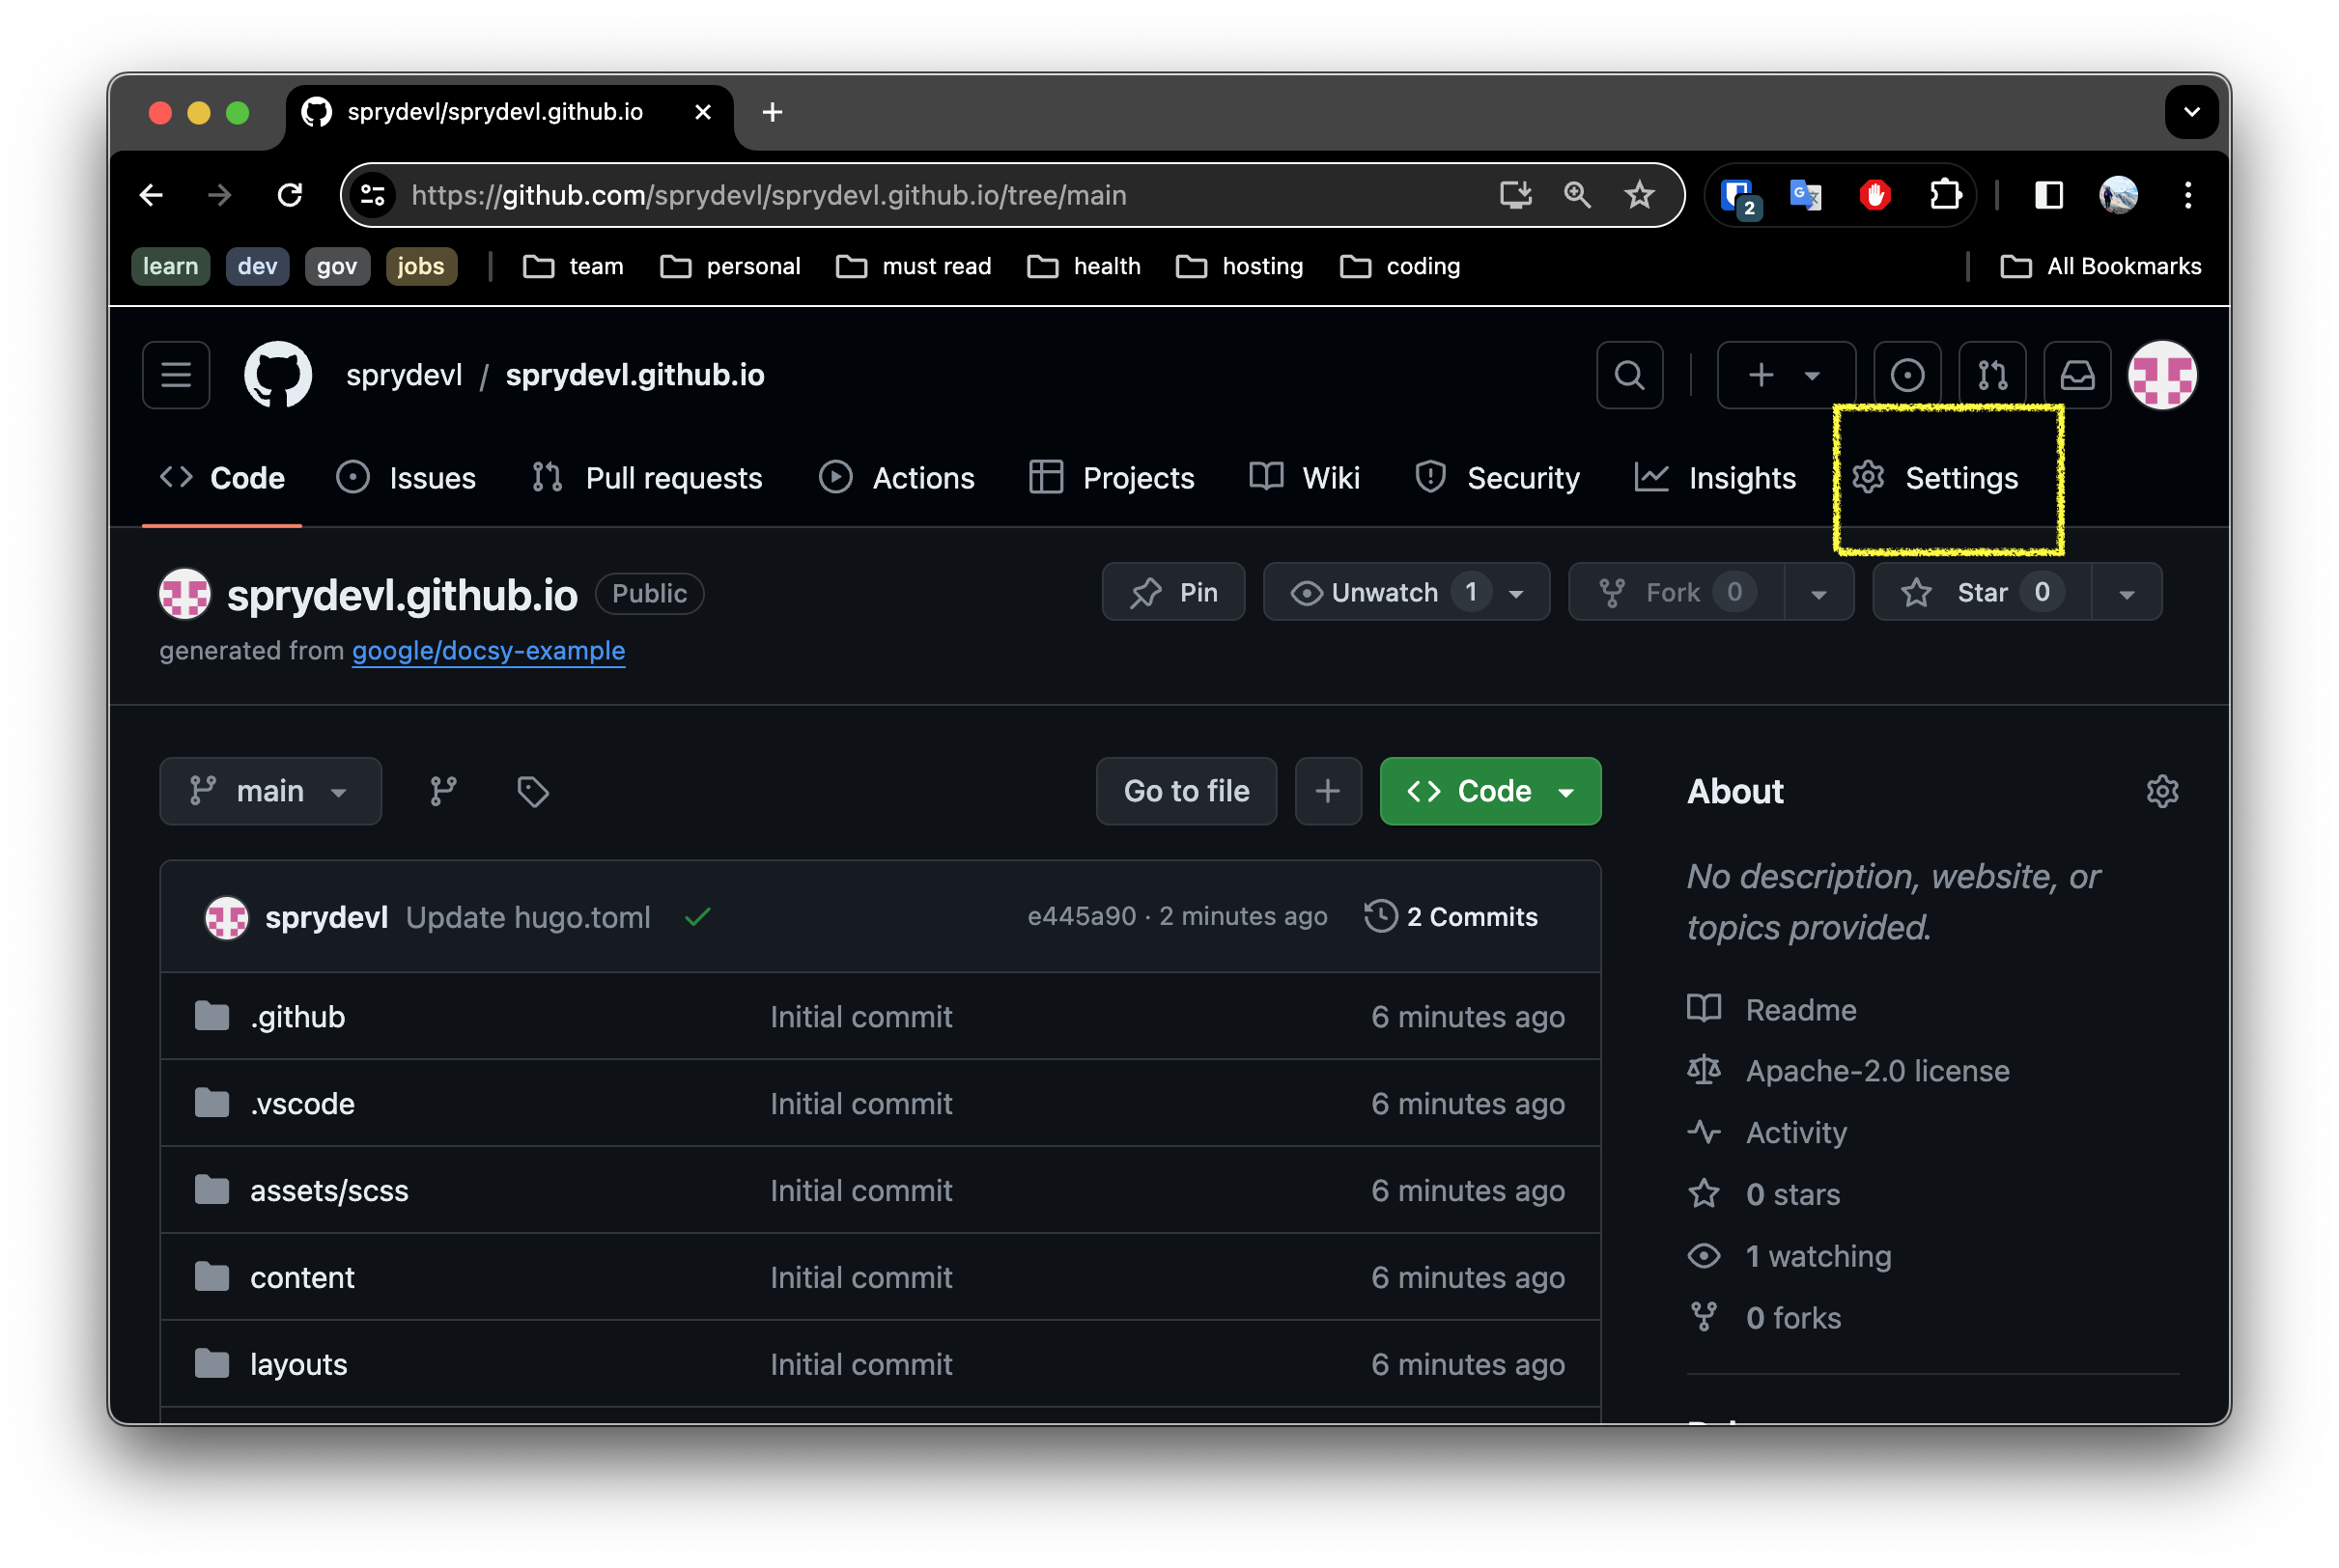 sprydevl/sprydevl.github.io
https://github.com/sprydevl/sprydevl.github.io/tree/main
2
learn dev gov jobs team personal must read health hosting coding All Bookmarks
sprydevl / sprydevl.github.io
Code Issues Pull requests Actions Projects Wiki Security Insights Settings
sprydevl.github.io Public Pin Unwatch 1 Fork 0 Star 0
generated from google/docsy-example
main Go to file Code About
No description, website, or
topics provided.
sprydevl Update hugo.toml e445a90 · 2 minutes ago 2 Commits
.github Initial commit 6 minutes ago
Readme
.vscode Initial commit 6 minutes ago
Apache-2.0 license
Activity
assets/scss Initial commit 6 minutes ago
0 stars
content Initial commit 6 minutes ago
1 watching
0 forks
layouts Initial commit 6 minutes ago